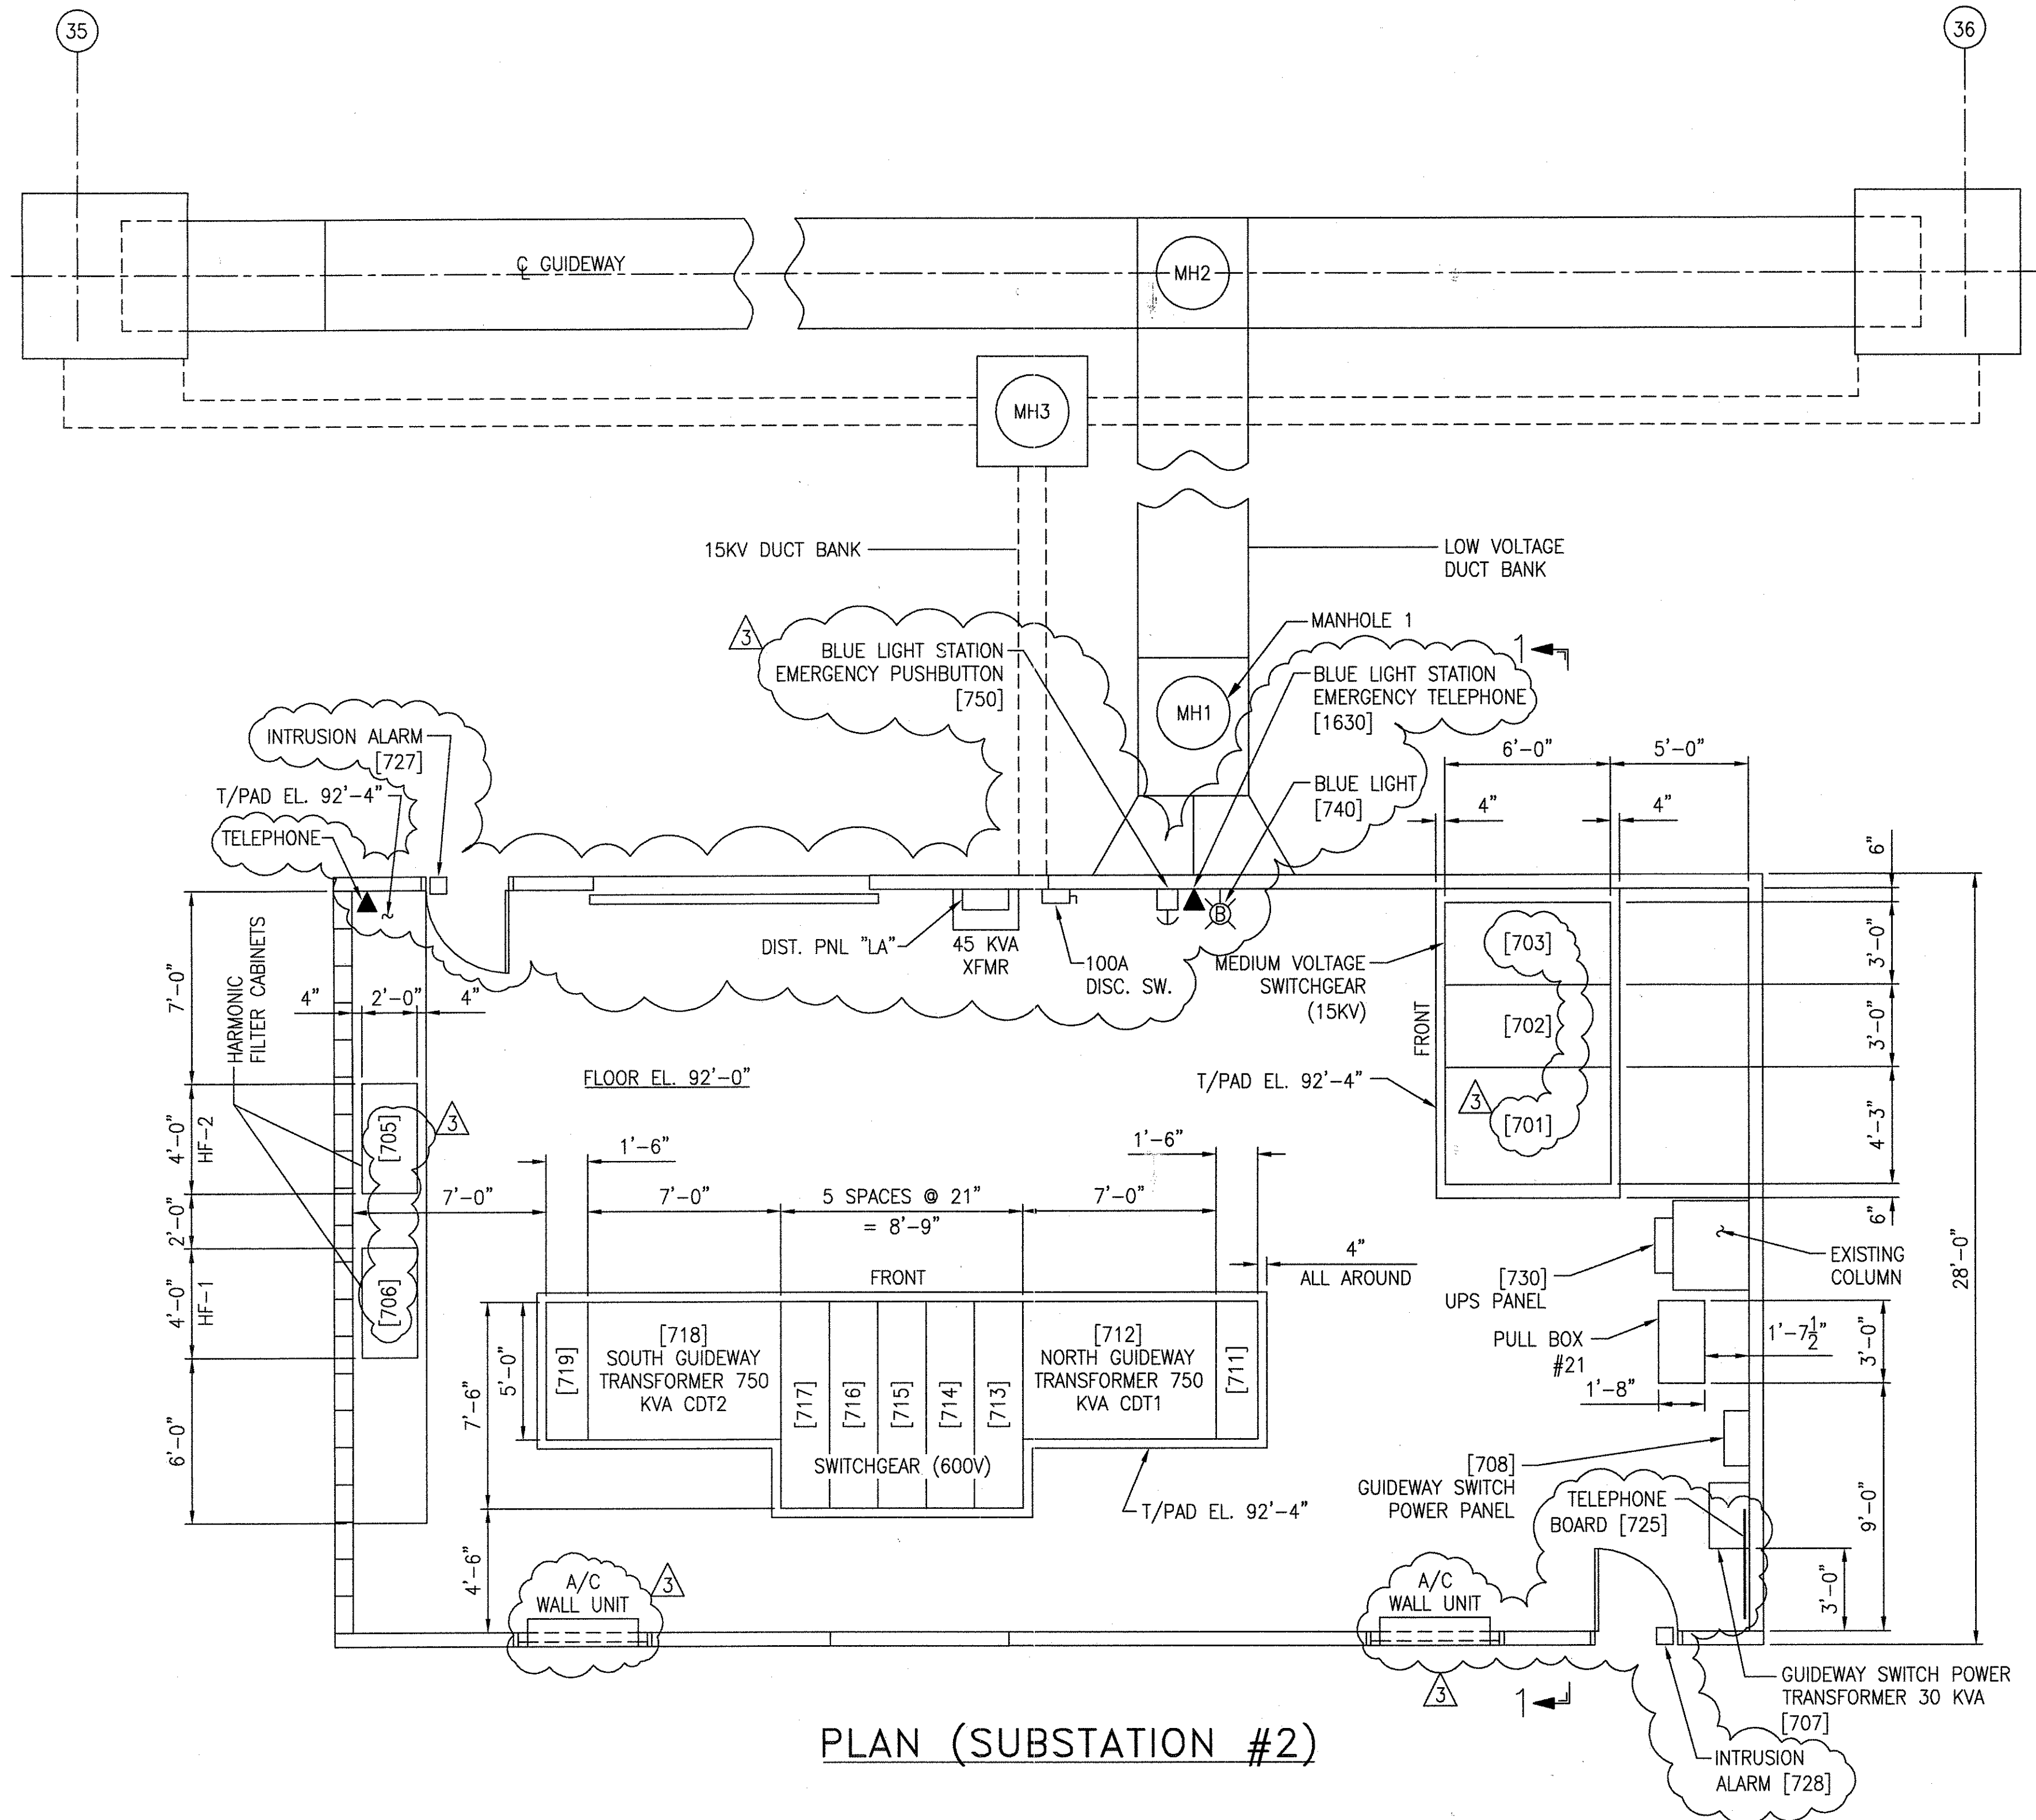 35
36
℄ GUIDEWAY
MH2
MH3
15KV DUCT BANK
LOW VOLTAGE
DUCT BANK
3
BLUE LIGHT STATION
EMERGENCY PUSHBUTTON
[750]
MANHOLE 1
1
BLUE LIGHT STATION
EMERGENCY TELEPHONE
[1630]
MH1
INTRUSION ALARM
[727]
T/PAD EL. 92'-4"
TELEPHONE
BLUE LIGHT
[740]
6'-0"
5'-0"
4"
4"
6"
B
DIST. PNL "LA"
45 KVA
XFMR
100A
DISC. SW.
MEDIUM VOLTAGE
SWITCHGEAR
(15KV)
FRONT
[703]
[702]
3
[701]
3'-0"
3'-0"
4'-3"
6"
28'-0"
7'-0"
4"
2'-0"
4"
HARMONIC
FILTER CABINETS
FLOOR EL. 92'-0"
T/PAD EL. 92'-4"
4'-0"
HF-2
[705]
3
2'-0"
4'-0"
HF-1
[706]
6'-0"
1'-6"
1'-6"
7'-0"
7'-0"
5 SPACES @ 21"
= 8'-9"
7'-0"
4"
ALL AROUND
FRONT
7'-6"
5'-0"
[719]
[718]
SOUTH GUIDEWAY
TRANSFORMER 750
KVA CDT2
[717]
[716]
[715]
[714]
[713]
SWITCHGEAR (600V)
[712]
NORTH GUIDEWAY
TRANSFORMER 750
KVA CDT1
[711]
T/PAD EL. 92'-4"
4'-6"
[730]
UPS PANEL
EXISTING
COLUMN
PULL BOX
#21
1'-7 1/2"
3'-0"
1'-8"
[708]
GUIDEWAY SWITCH
POWER PANEL
TELEPHONE
BOARD [725]
9'-0"
3'-0"
A/C
WALL UNIT
3
A/C
WALL UNIT
3
1
GUIDEWAY SWITCH POWER
TRANSFORMER 30 KVA
[707]
INTRUSION
ALARM [728]
PLAN (SUBSTATION #2)